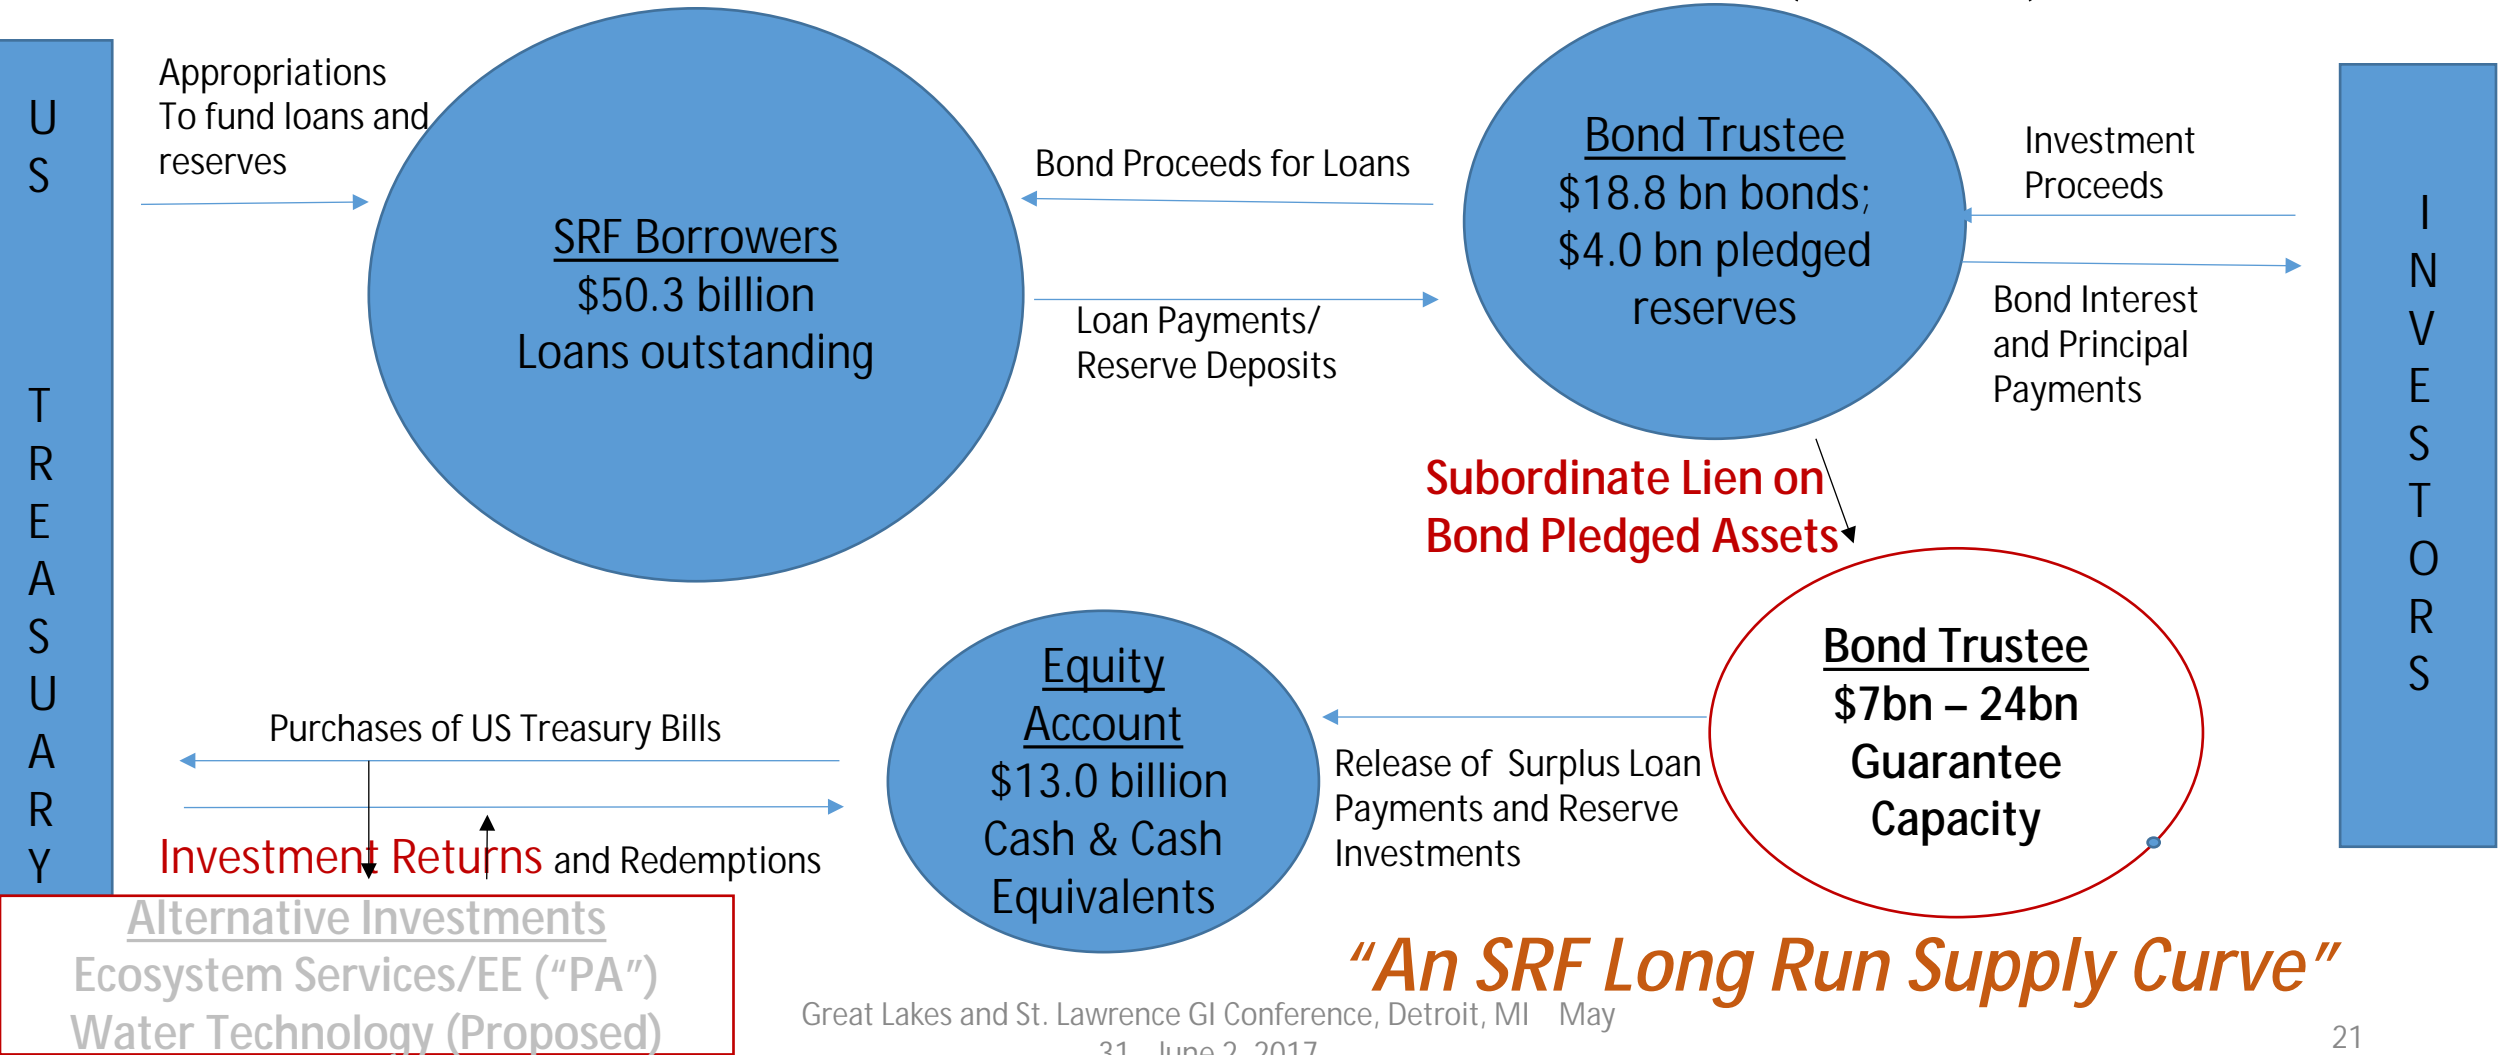 US TREASUARY
Appropriations
To fund loans and
reserves
SRF Borrowers
$50.3 billion
Loans outstanding
Bond Proceeds for Loans
Loan Payments/
Reserve Deposits
Bond Trustee
$18.8 bn bonds;
$4.0 bn pledged
reserves
Investment
Proceeds
Bond Interest
and Principal
Payments
INVESTORS
Subordinate Lien on
Bond Pledged Assets
Bond Trustee
$7bn – 24bn
Guarantee
Capacity
Release of Surplus Loan
Payments and Reserve
Investments
Equity
Account
$13.0 billion
Cash & Cash
Equivalents
Purchases of US Treasury Bills
Investment Returns and Redemptions
Alternative Investments
Ecosystem Services/EE (“PA”)
Water Technology (Proposed)
“An SRF Long Run Supply Curve”
Great Lakes and St. Lawrence GI Conference, Detroit, MI May
31 - June 2, 2017
21